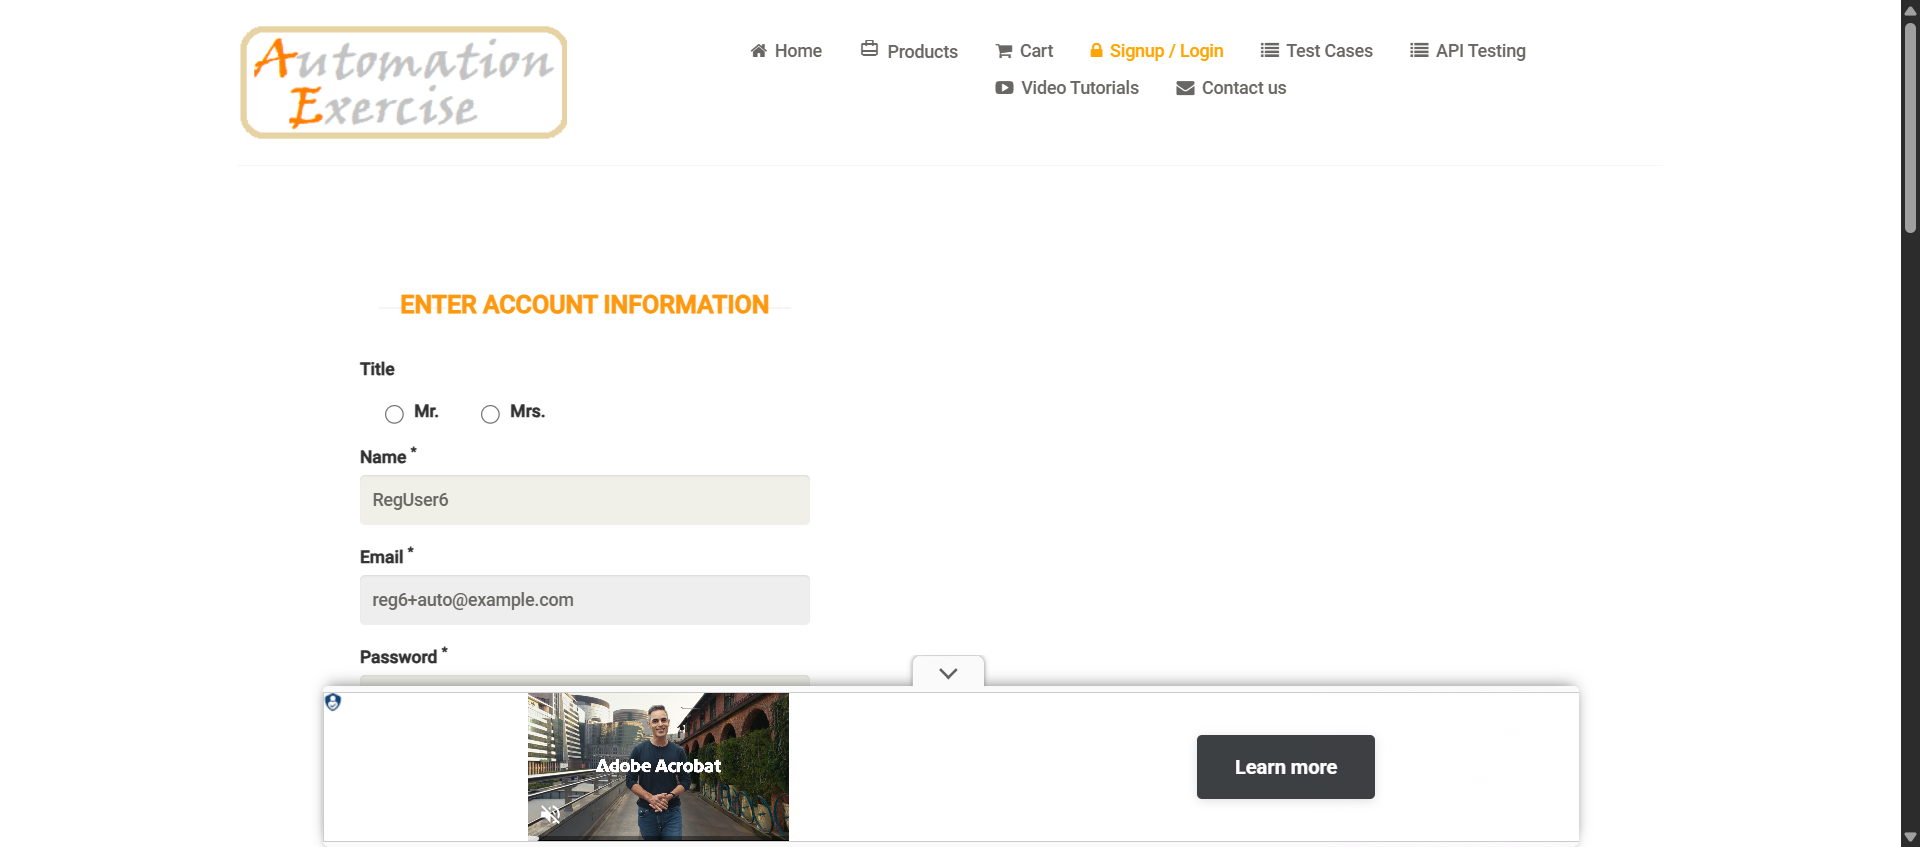 Automation
Exercise
Home
Products
Cart
Signup / Login
Test Cases
API Testing
Video Tutorials
Contact us
ENTER ACCOUNT INFORMATION
Title
Mr.
Mrs.
Name *
RegUser6
Email *
reg6+auto@example.com
Password *
Adobe Acrobat
Learn more